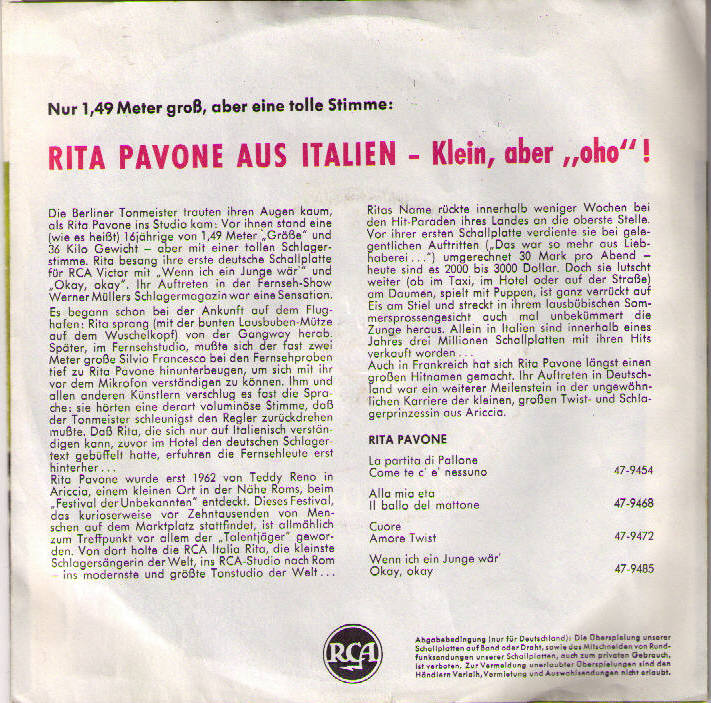 Nur 1,49 Meter groß, aber eine tolle Stimme:
RITA PAVONE AUS ITALIEN – Klein, aber „oho"!
Die Berliner Tonmeister trauten ihren Augen kaum,
als Rita Pavone ins Studio kam: Vor ihnen stand eine
(wie es heißt) 16jährige von 1,49 Meter „Größe" und
36 Kilo Gewicht – aber mit einer tollen Schlager-
stimme. Rita besang ihre erste deutsche Schallplatte
für RCA Victor mit „Wenn ich ein Junge wär'" und
„Okay, okay". Ihr Auftreten in der Fernseh-Show
Werner Müllers Schlagermagazin war eine Sensation.
Es begann schon bei der Ankunft auf dem Flug-
hafen: Rita sprang (mit der bunten Lausbuben-Mütze
auf dem Wuschelkopf) von der Gangway herab.
Später, im Fernsehstudio, mußte sich der fast zwei
Meter große Silvio Francesco bei den Fernsehproben
tief zu Rita Pavone hinunterbeugen, um sich mit ihr
vor dem Mikrofon verständigen zu können. Ihm und
allen anderen Künstlern verschlug es fast die Spra-
che: sie hörten eine derart voluminöse Stimme, daß
der Tonmeister schleunigst den Regler zurückdrehen
mußte. Daß Rita, die sich nur auf Italienisch verstän-
digen kann, zuvor im Hotel den deutschen Schlager-
text gebüffelt hatte, erfuhren die Fernsehleute erst
hinterher...
Rita Pavone wurde erst 1962 von Teddy Reno in
Ariccia, einem kleinen Ort in der Nähe Roms, beim
„Festival der Unbekannten" entdeckt. Dieses Festival,
das kurioserweise vor Zehntausenden von Men-
schen auf dem Marktplatz stattfindet, ist allmählich
zum Treffpunkt vor allem der „Talentjäger" gewor-
den. Von dort holte die RCA Italia Rita, die kleinste
Schlagersängerin der Welt, ins RCA-Studio nach Rom
– ins modernste und größte Tonstudio der Welt...
Ritas Name rückte innerhalb weniger Wochen bei
den Hit-Paraden ihres Landes an die oberste Stelle.
Vor ihrer ersten Schallplatte verdiente sie bei gele-
gentlichen Auftritten („Das war so mehr aus Lieb-
haberei...") umgerechnet 30 Mark pro Abend –
heute sind es 2000 bis 3000 Dollar. Doch sie lutscht
weiter (ob im Taxi, im Hotel oder auf der Straße)
am Daumen, spielt mit Puppen, ist ganz verrückt auf
Eis am Stiel und streckt in ihrem lausbübischen Som-
mersprossengesicht auch mal unbekümmert die
Zunge heraus. Allein in Italien sind innerhalb eines
Jahres drei Millionen Schallplatten mit ihren Hits
verkauft worden...
Auch in Frankreich hat sich Rita Pavone längst einen
großen Hitnamen gemacht. Ihr Auftreten in Deutsch-
land war ein weiterer Meilenstein in der ungewöhn-
lichen Karriere der kleinen, großen Twist- und Schla-
gerprinzessin aus Ariccia.
RITA PAVONE
La partita di Pallone
Come te c' e' nessuno 47-9454
Alla mia eta
Il ballo del mattone 47-9468
Cuore
Amore Twist 47-9472
Wenn ich ein Junge wär'
Okay, okay 47-9485
RCA
Abgabebedingung (nur für Deutschland): Die Überspielung unserer
Schallplatten auf Band oder Draht, sowie das Mitschneiden von Rund-
funksendungen unserer Schallplatten, auch zum privaten Gebrauch,
ist verboten. Zur Vermeidung unerlaubter Überspielungen sind den
Händlern Verleih, Vermietung und Auswahlsendungen nicht erlaubt.